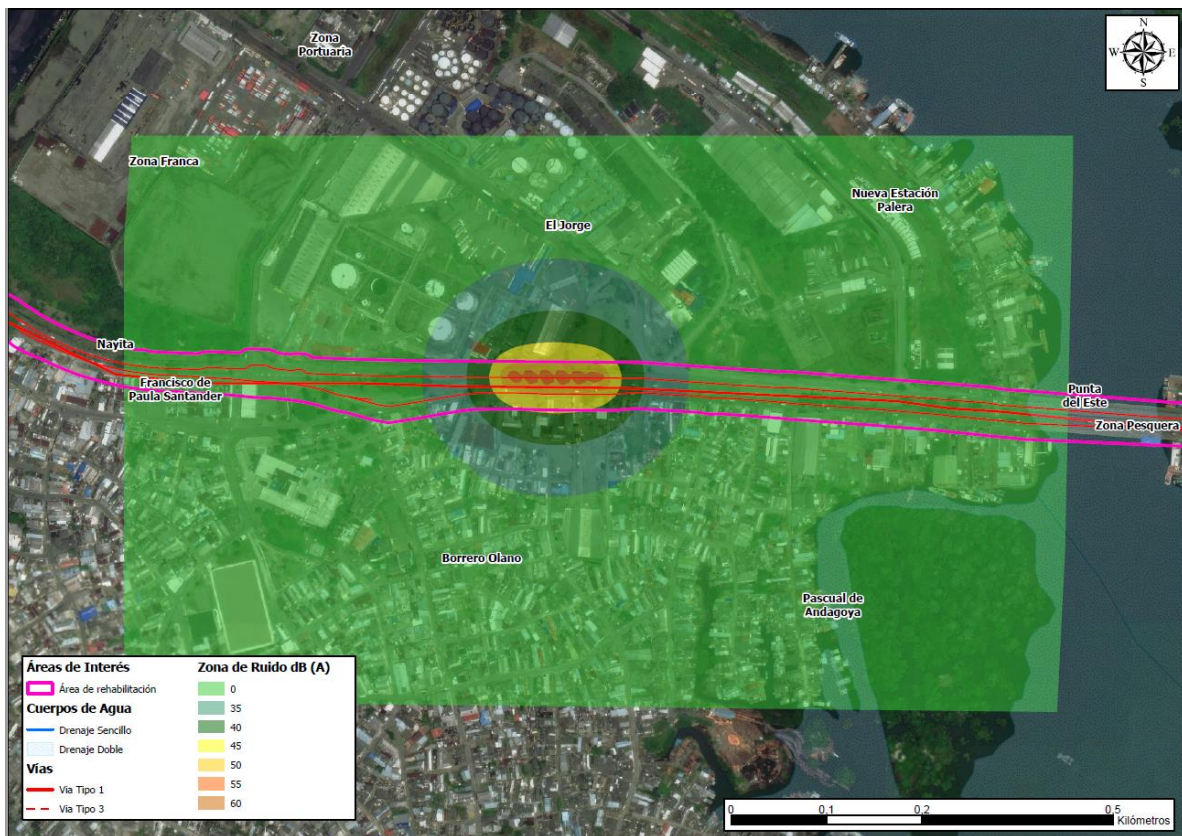 Zona
Portuaria
N
W E
S
Zona Franca
Nueva Estación
Palera
El Jorge
Nayita
Francisco de
Paula Santander
Punta
del Este
Zona Pesquera
Borrero Olano
Pascual de
Andagoya
Áreas de Interés
Área de rehabilitación
Cuerpos de Agua
Drenaje Sencillo
Drenaje Doble
Vías
Via Tipo 1
Via Tipo 3
Zona de Ruido dB (A)
0
35
40
45
50
55
60
0 0,1 0,2 0,5
Kilómetros